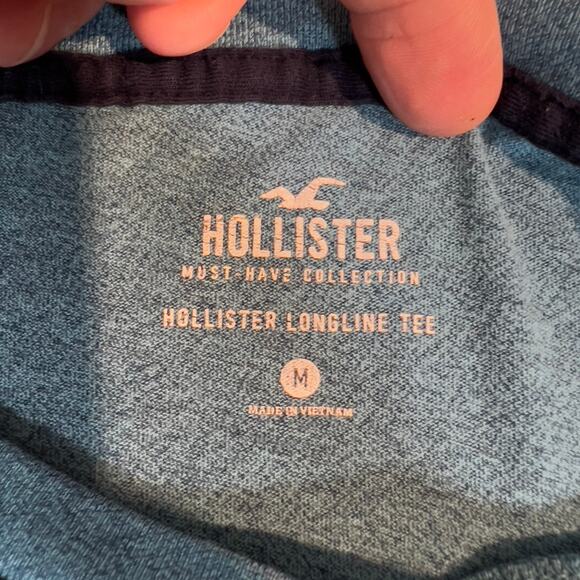 HOLLISTER
MUST-HAVE COLLECTION
HOLLISTER LONGLINE TEE
M
MADE IN VIETNAM